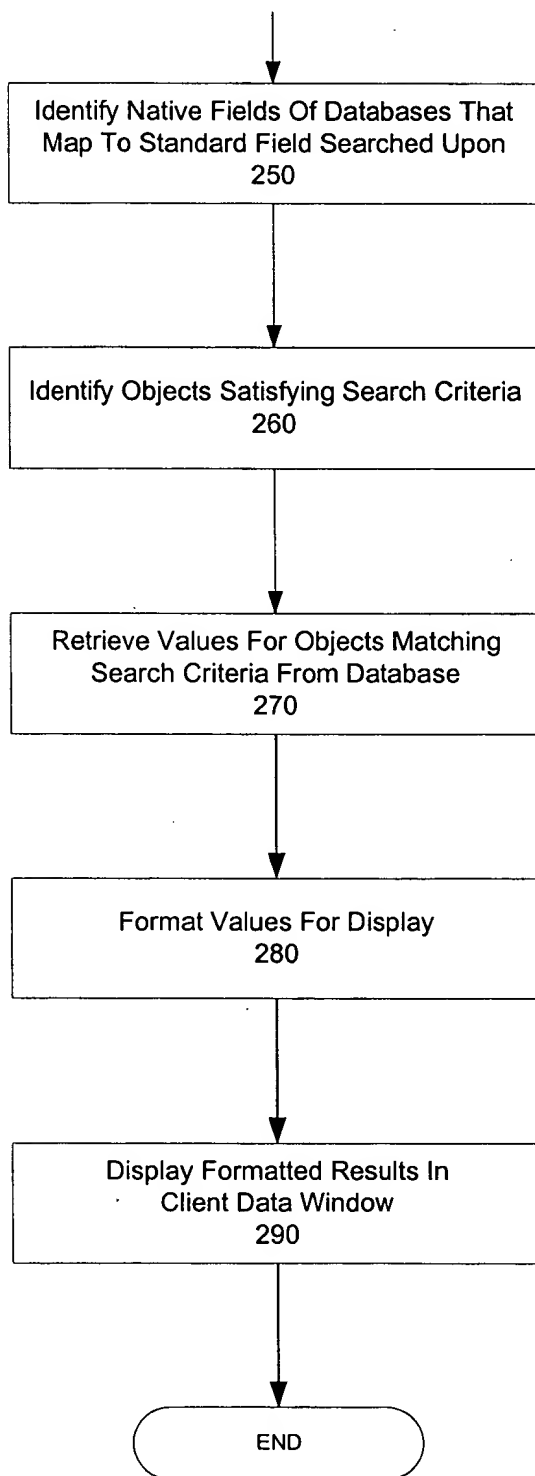 Identify Native Fields Of Databases That
Map To Standard Field Searched Upon
250
Identify Objects Satisfying Search Criteria
260
Retrieve Values For Objects Matching
Search Criteria From Database
270
Format Values For Display
280
Display Formatted Results In
Client Data Window
290
END